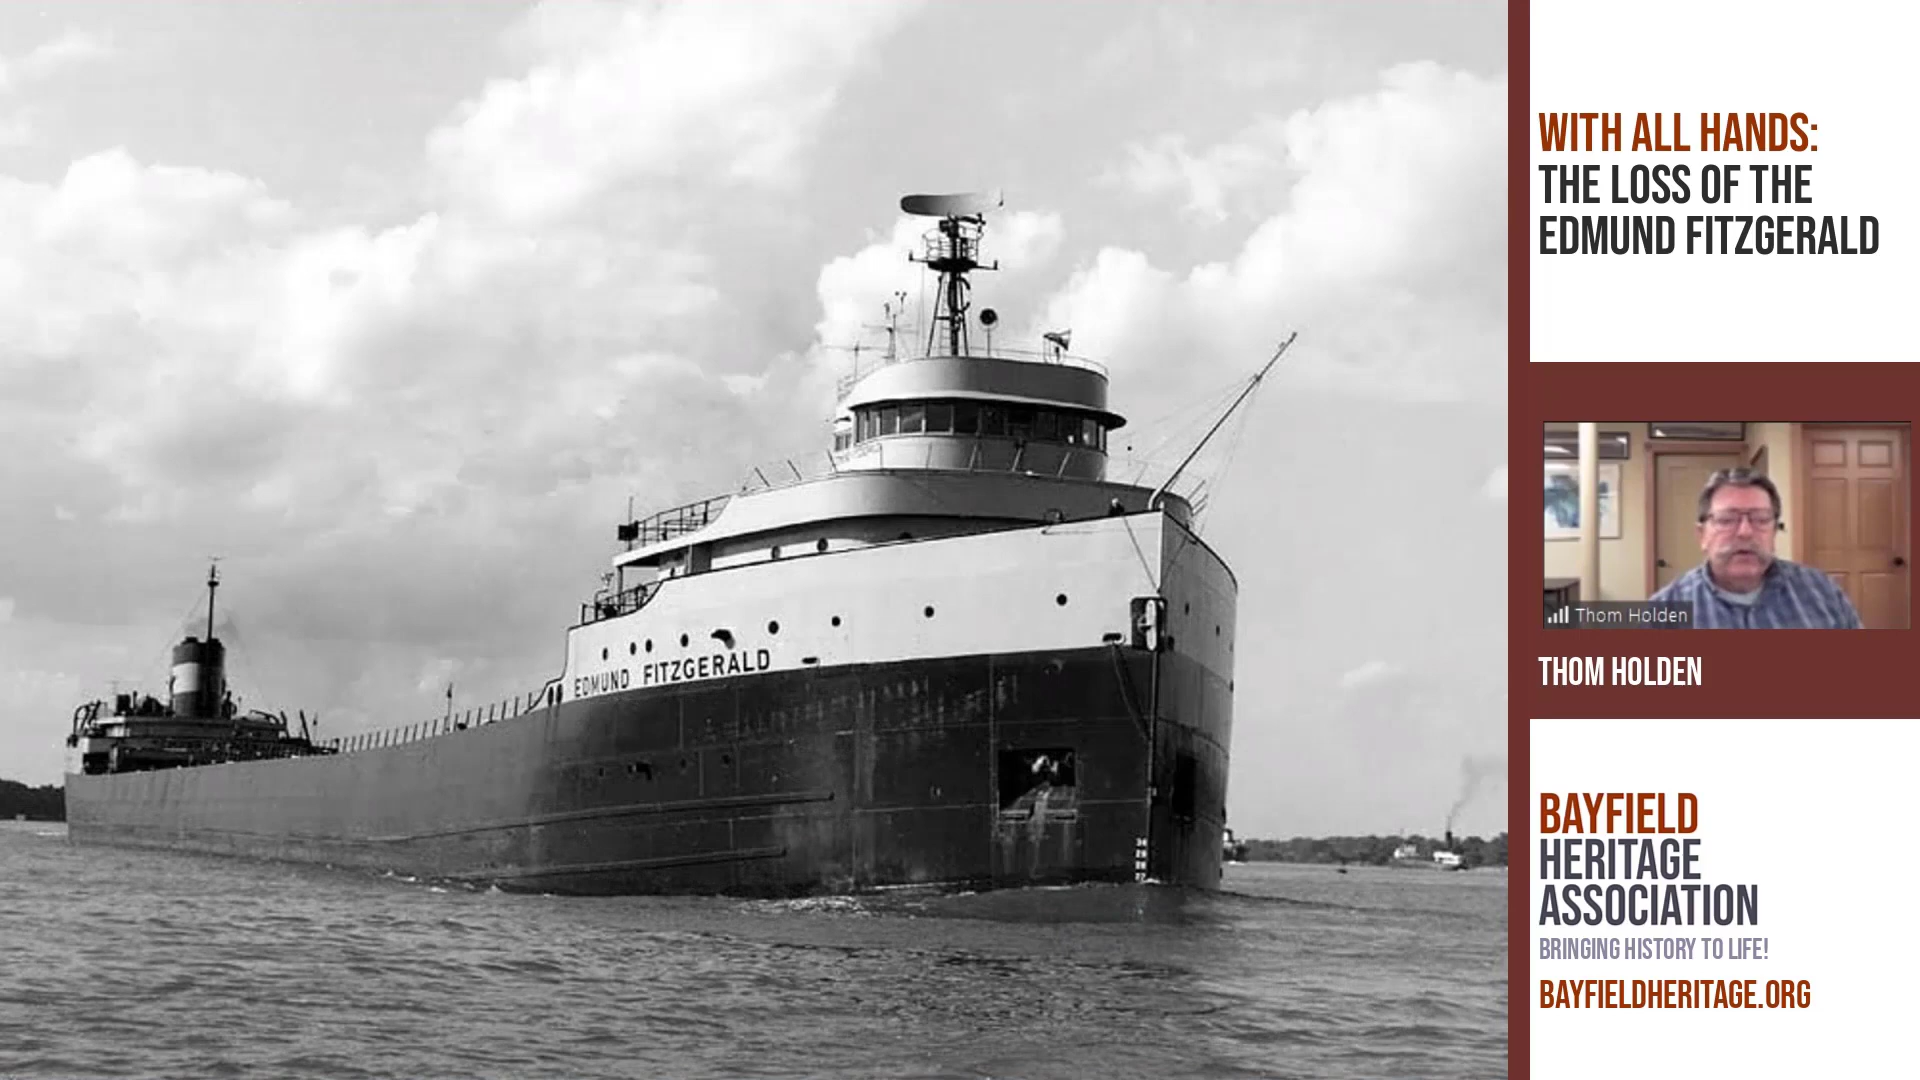 WITH ALL HANDS:
THE LOSS OF THE
EDMUND FITZGERALD
EDMUND FITZGERALD
Thom Holden
THOM HOLDEN
BAYFIELD
HERITAGE
ASSOCIATION
BRINGING HISTORY TO LIFE!
BAYFIELDHERITAGE.ORG